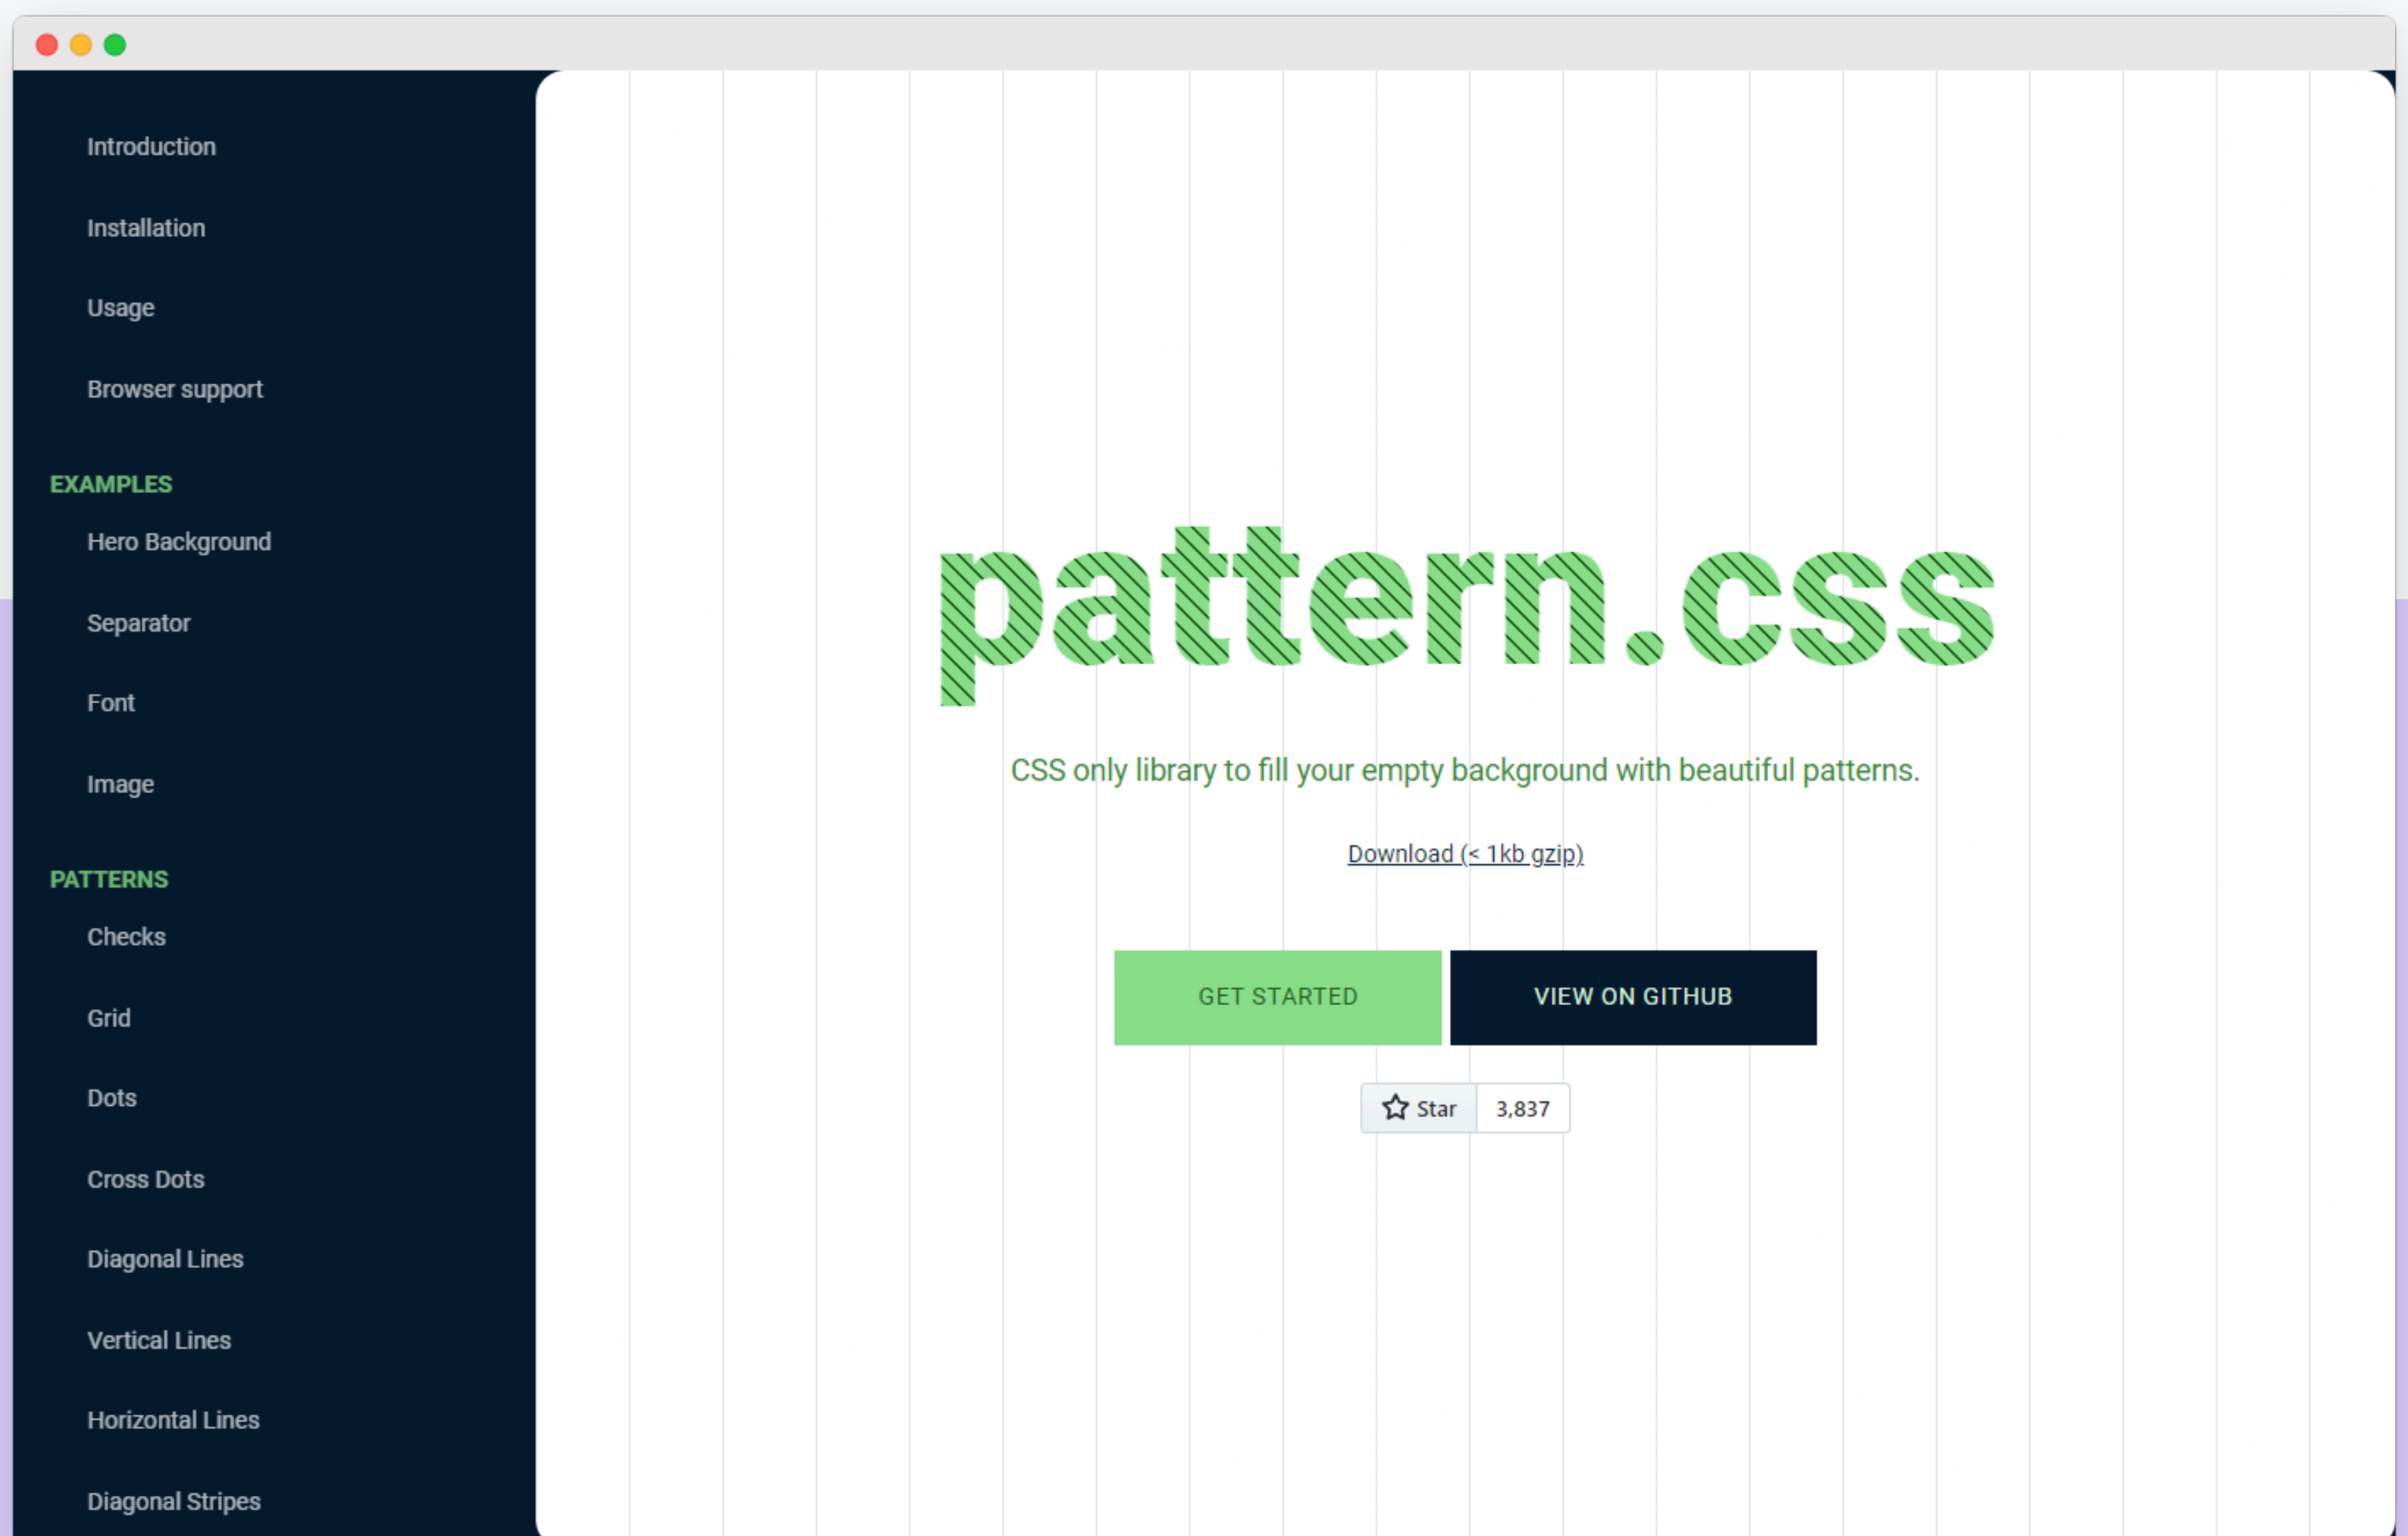 Introduction
Installation
Usage
Browser support
EXAMPLES
Hero Background
Separator
Font
Image
PATTERNS
Checks
Grid
Dots
Cross Dots
Diagonal Lines
Vertical Lines
Horizontal Lines
Diagonal Stripes
pattern.css
CSS only library to fill your empty background with beautiful patterns.
Download (< 1kb gzip)
GET STARTED
VIEW ON GITHUB
Star 3,837